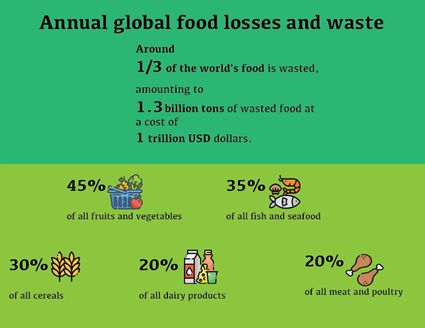 Annual global food losses and waste
Around
1/3 of the world's food is wasted,
amounting to
1.3 billion tons of wasted food at
a cost of
1 trillion USD dollars.
45%
of all fruits and vegetables
35%
of all fish and seafood
30%
of all cereals
20%
of all dairy products
20%
of all meat and poultry